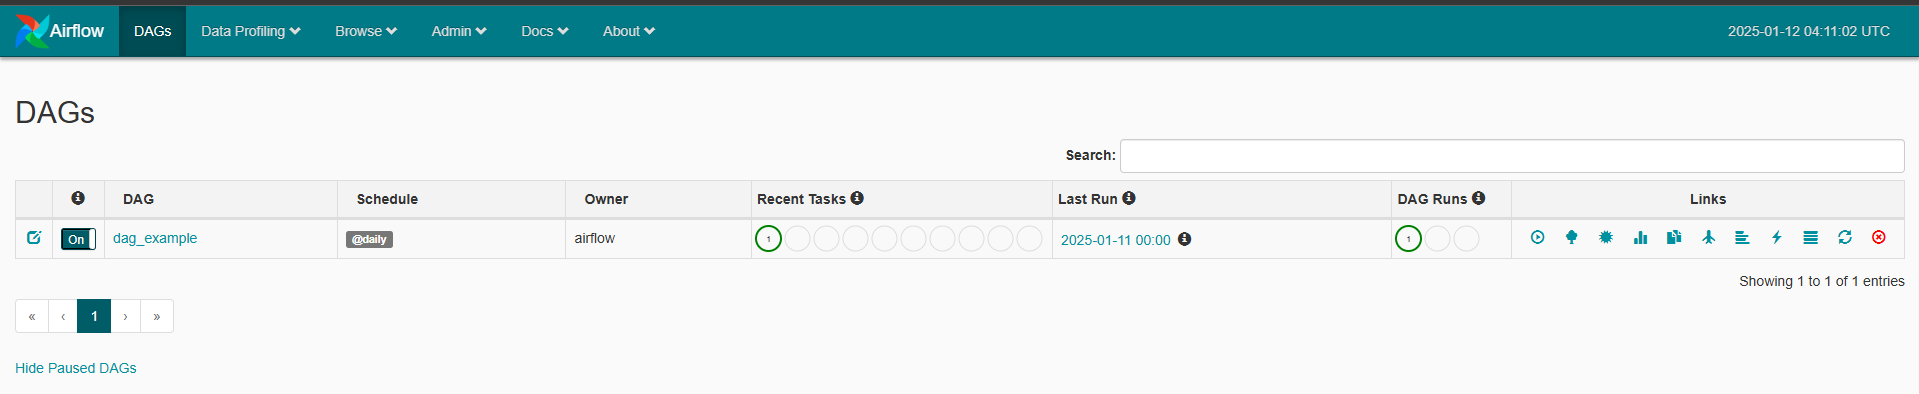 Airflow DAGs Data Profiling Browse Admin Docs About 2025-01-12 04:11:02 UTC
DAGs
Search:
DAG Schedule Owner Recent Tasks Last Run DAG Runs Links
On dag_example @daily airflow 1 2025-01-11 00:00 1
Showing 1 to 1 of 1 entries
« ‹ 1 › »
Hide Paused DAGs